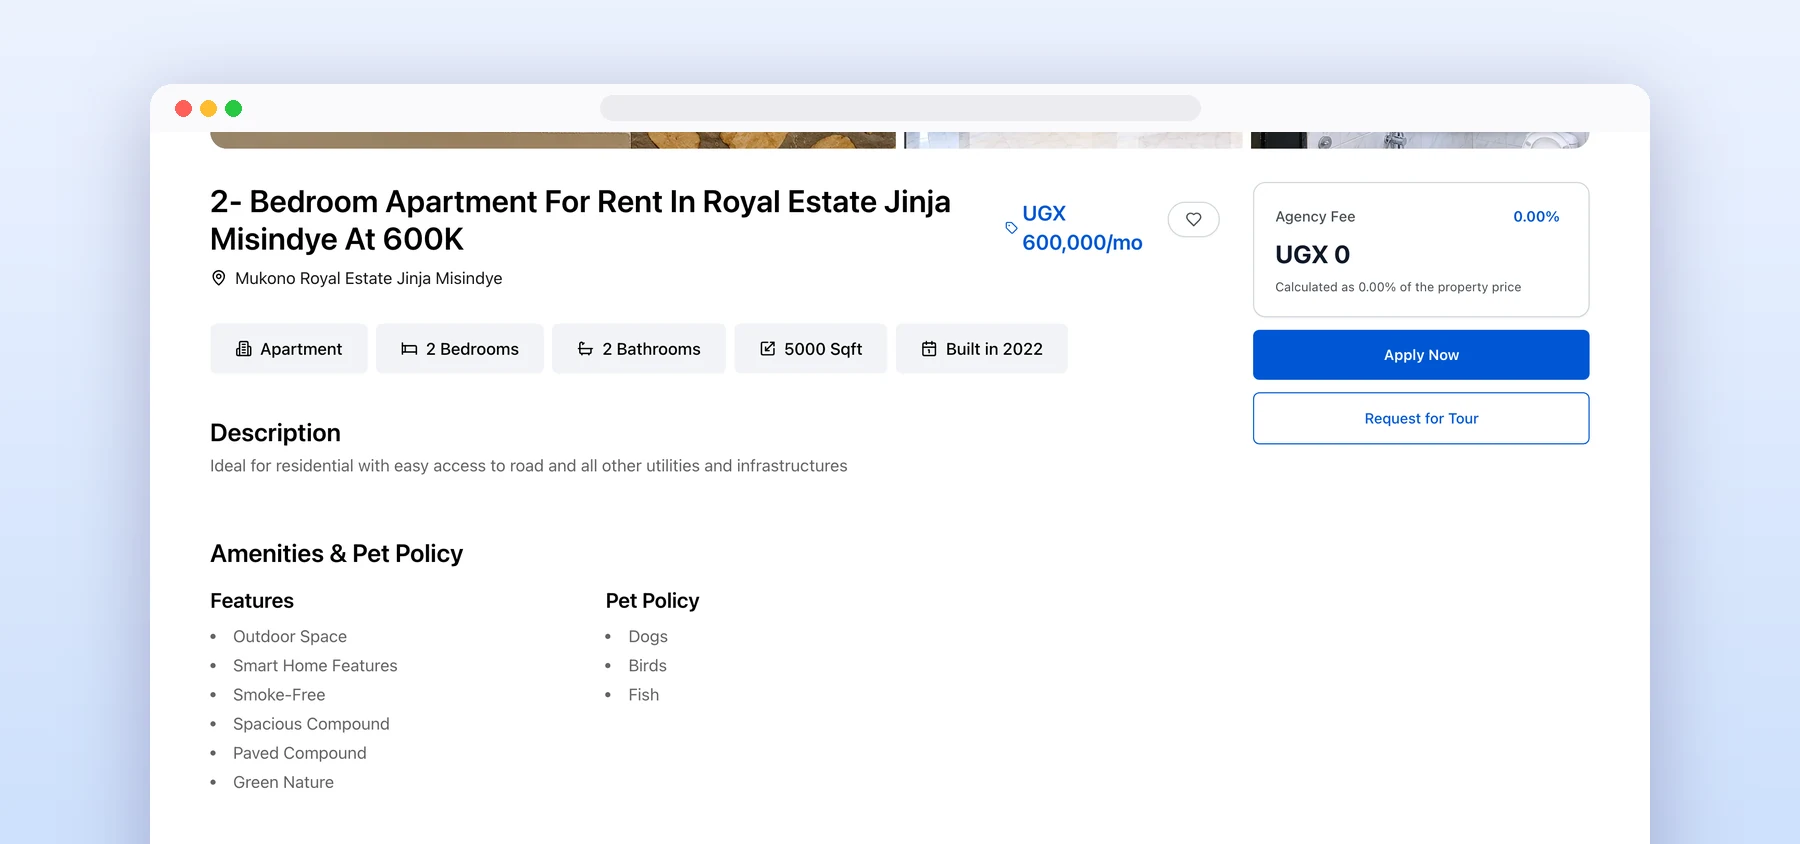 2- Bedroom Apartment For Rent In Royal Estate Jinja
Misindye At 600K
UGX
600,000/mo
Mukono Royal Estate Jinja Misindye
Apartment
2 Bedrooms
2 Bathrooms
5000 Sqft
Built in 2022
Description
Ideal for residential with easy access to road and all other utilities and infrastructures
Amenities & Pet Policy
Features
Outdoor Space
Smart Home Features
Smoke-Free
Spacious Compound
Paved Compound
Green Nature
Pet Policy
Dogs
Birds
Fish
Agency Fee
0.00%
UGX 0
Calculated as 0.00% of the property price
Apply Now
Request for Tour